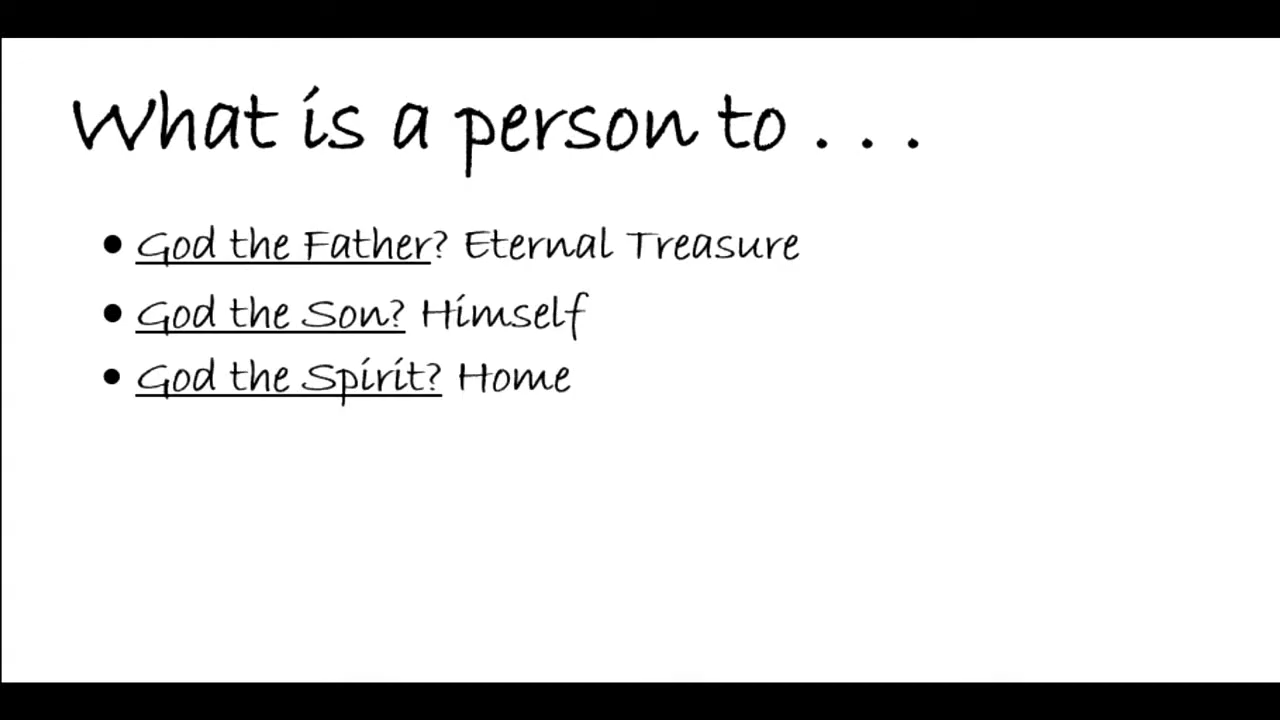 What is a person to . . .
• God the Father? Eternal Treasure
• God the Son? Himself
• God the Spirit? Home